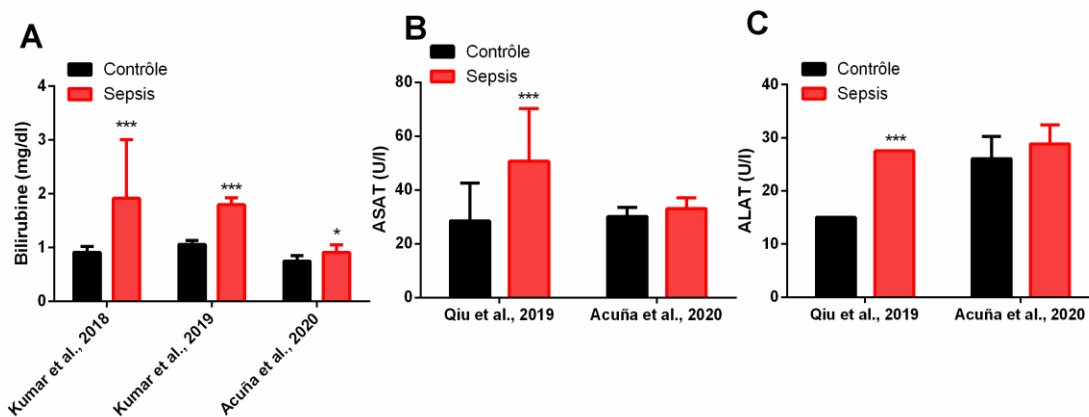 A
Contrôle
Sepsis
Bilirubine (mg/dl)
4
3
2
1
0
***
***
*
Kumar et al., 2018
Kumar et al., 2019
Acuña et al., 2020
B
Contrôle
Sepsis
ASAT (U/l)
80
60
40
20
0
***
Qiu et al., 2019
Acuña et al., 2020
C
Contrôle
Sepsis
ALAT (U/l)
40
30
20
10
0
***
Qiu et al., 2019
Acuña et al., 2020